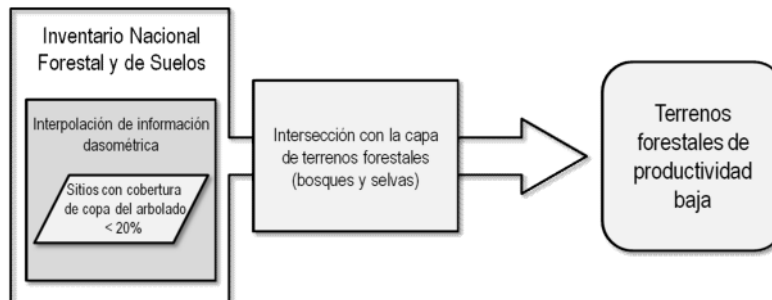 Inventario Nacional
Forestal y de Suelos
Interpolación de información
dasométrica
Sitios con cobertura
de copa del arbolado
< 20%
Intersección con la capa
de terrenos forestales
(bosques y selvas)
Terrenos
forestales de
productividad
baja